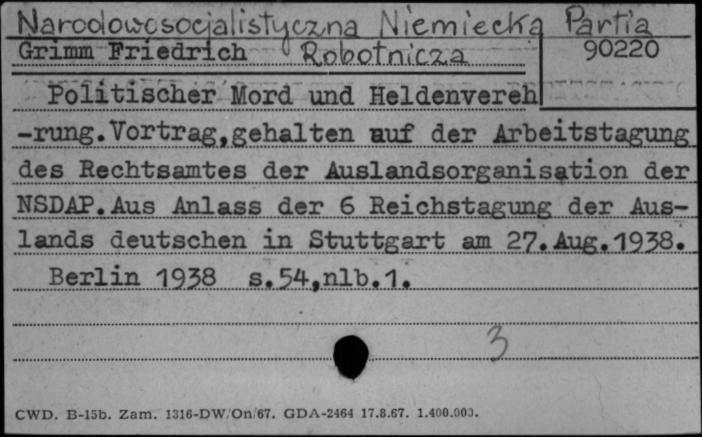 Narodowosocjalistyczna Niemiecka Partia
Grimm Friedrich Robotnicza 90220
Politischer Mord und Heldenvereh
-rung.Vortrag,gehalten auf der Arbeitstagung
des Rechtsamtes der Auslandsorganisation der
NSDAP.Aus Anlass der 6 Reichstagung der Aus-
lands deutschen in Stuttgart am 27.Aug.1938.
Berlin 1938 s.54,nlb.1.
3
CWD. B-15b. Zam. 1316-DW/On/67. GDA-2464 17.8.67. 1.400.000.